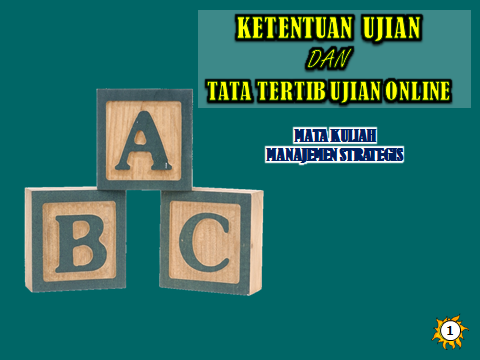 KETENTUAN UJIAN
DAN
TATA TERTIB UJIAN ONLINE
MATA KULIAH
MANAJEMEN STRATEGIS
A
B C
1